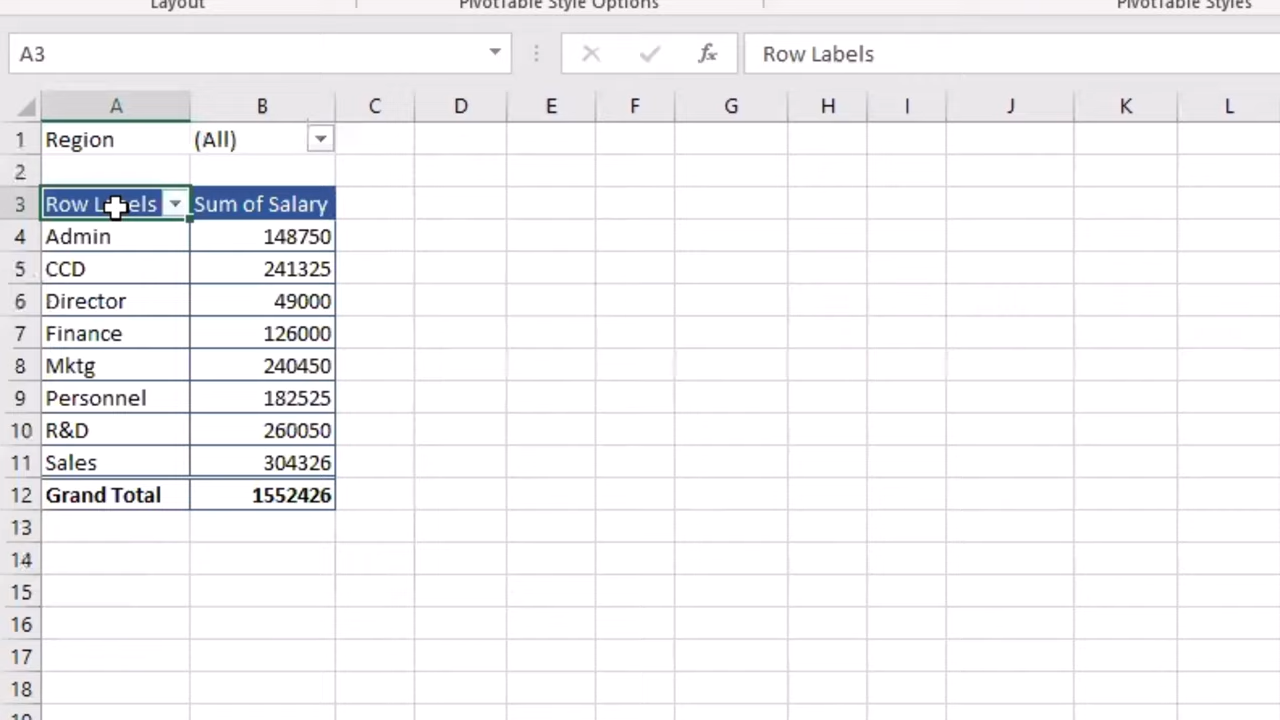 Layout PivotTable Style Options PivotTable Styles
A3 fx Row Labels
A B C D E F G H I J K L
1 Region (All)
2
3 Row Labels Sum of Salary
4 Admin 148750
5 CCD 241325
6 Director 49000
7 Finance 126000
8 Mktg 240450
9 Personnel 182525
10 R&D 260050
11 Sales 304326
12 Grand Total 1552426
13
14
15
16
17
18
19